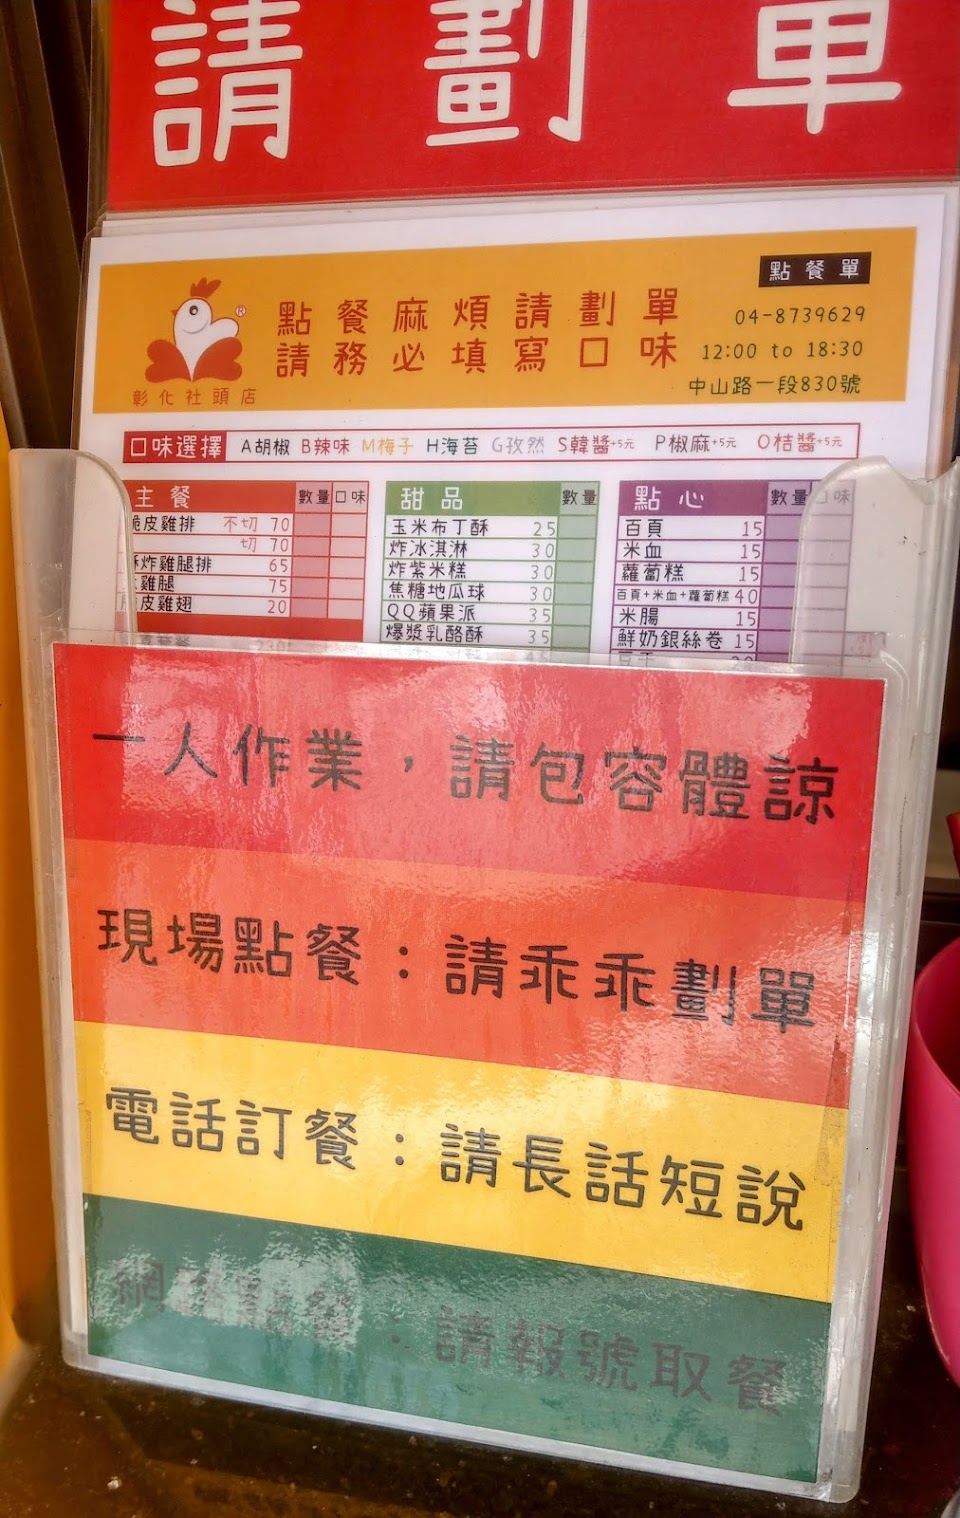 請劃單
點餐單
點餐麻煩請劃單
請務必填寫口味
04-8739629
12:00 to 18:30
中山路一段830號
®
彰化社頭店
口味選擇 A胡椒 B辣味 M梅子 H海苔 G孜然 S韓醬+5元 P椒麻+5元 O桔醬+5元
主餐 數量 口味
脆皮雞排 不切 70
切 70
炸雞腿排 65
雞腿 75
皮雞翅 20
甜品 數量
玉米布丁酥 25
炸冰淇淋 30
炸紫米糕 30
焦糖地瓜球 30
QQ蘋果派 35
爆漿乳酪酥 35
點心 數量 口味
百頁 15
米血 15
蘿蔔糕 15
百頁+米血+蘿蔔糕 40
米腸 15
鮮奶銀絲卷 15
一人作業，請包容體諒
現場點餐：請乖乖劃單
電話訂餐：請長話短說
網路點餐：請報號取餐